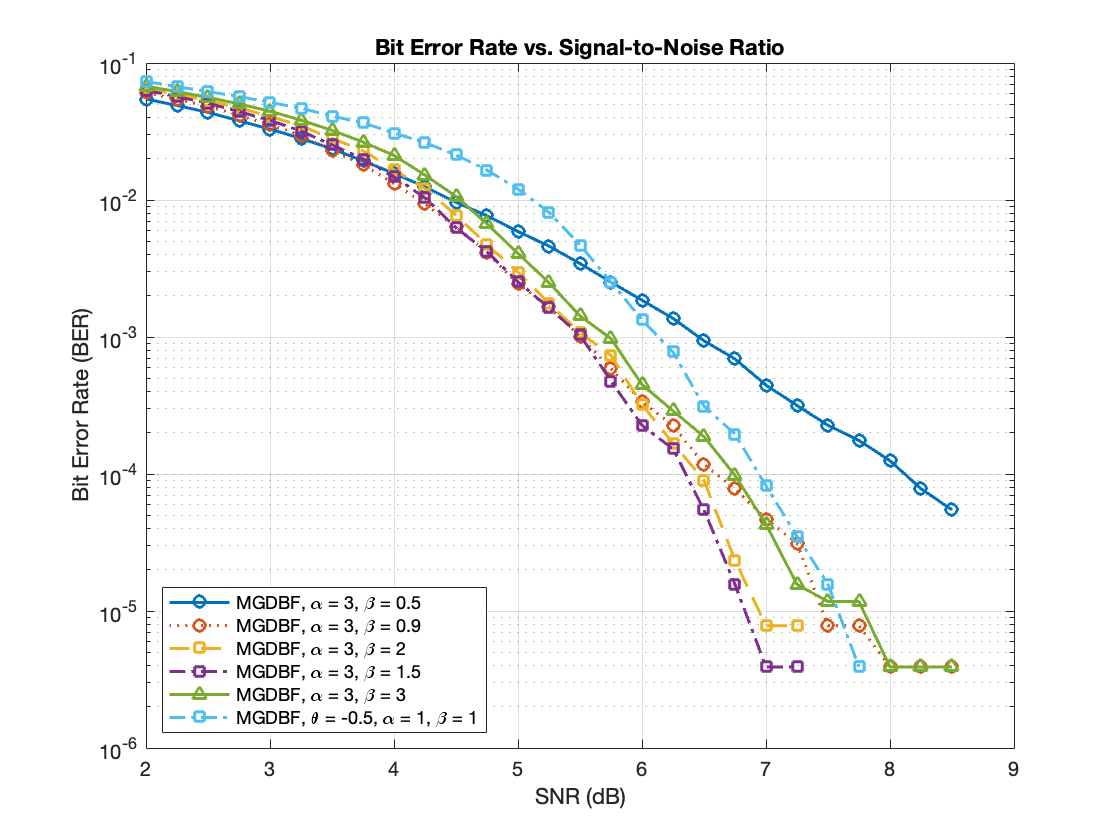 Bit Error Rate vs. Signal-to-Noise Ratio
10^-1
10^-2
10^-3
10^-4
10^-5
10^-6
Bit Error Rate (BER)
MGDBF, α = 3, β = 0.5
MGDBF, α = 3, β = 0.9
MGDBF, α = 3, β = 2
MGDBF, α = 3, β = 1.5
MGDBF, α = 3, β = 3
MGDBF, θ = -0.5, α = 1, β = 1
2 3 4 5 6 7 8 9
SNR (dB)